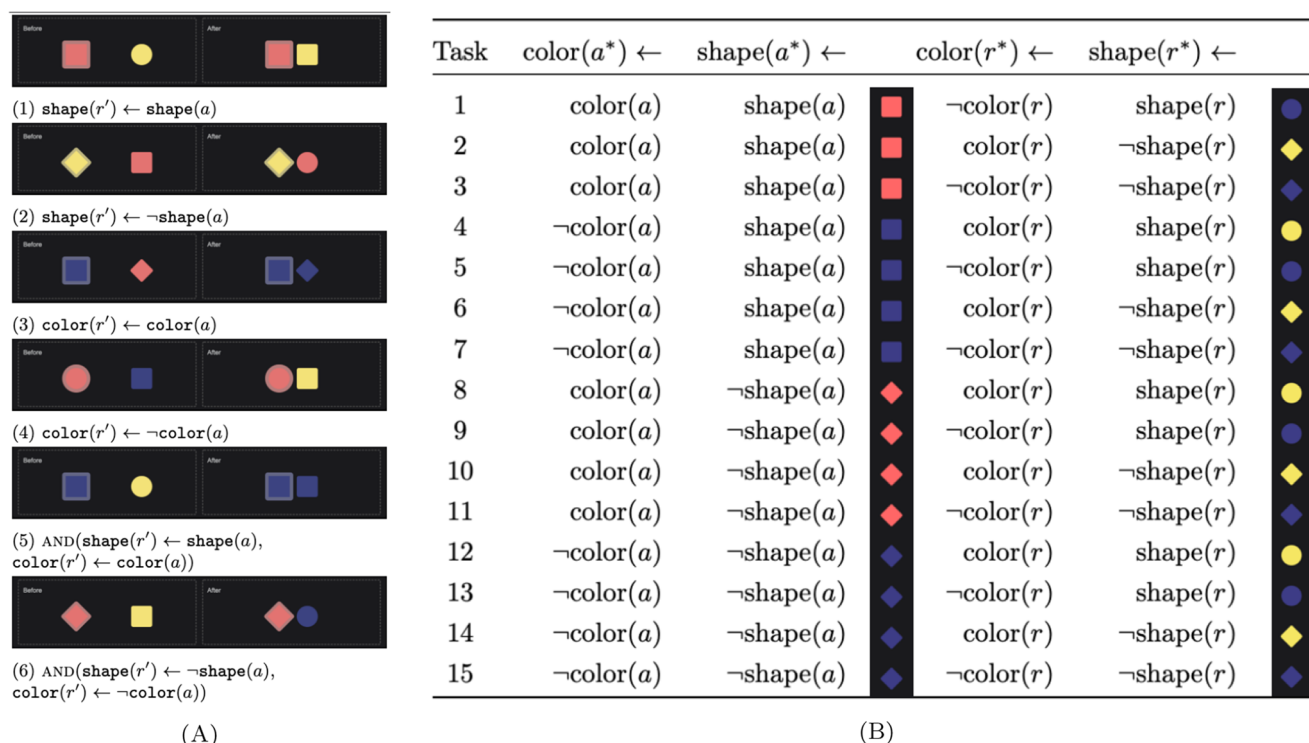 Before After
(1) shape(r′) ← shape(a)
Before After
(2) shape(r′) ← ¬shape(a)
Before After
(3) color(r′) ← color(a)
Before After
(4) color(r′) ← ¬color(a)
Before After
(5) AND(shape(r′) ← shape(a),
color(r′) ← color(a))
Before After
(6) AND(shape(r′) ← ¬shape(a),
color(r′) ← ¬color(a))
(A)
Task color(a*) ← shape(a*) ← color(r*) ← shape(r*) ←
1 color(a) shape(a) ¬color(r) shape(r)
2 color(a) shape(a) color(r) ¬shape(r)
3 color(a) shape(a) ¬color(r) ¬shape(r)
4 ¬color(a) shape(a) color(r) shape(r)
5 ¬color(a) shape(a) ¬color(r) shape(r)
6 ¬color(a) shape(a) color(r) ¬shape(r)
7 ¬color(a) shape(a) ¬color(r) ¬shape(r)
8 color(a) ¬shape(a) color(r) shape(r)
9 color(a) ¬shape(a) ¬color(r) shape(r)
10 color(a) ¬shape(a) color(r) ¬shape(r)
11 color(a) ¬shape(a) ¬color(r) ¬shape(r)
12 ¬color(a) ¬shape(a) color(r) shape(r)
13 ¬color(a) ¬shape(a) ¬color(r) shape(r)
14 ¬color(a) ¬shape(a) color(r) ¬shape(r)
15 ¬color(a) ¬shape(a) ¬color(r) ¬shape(r)
(B)